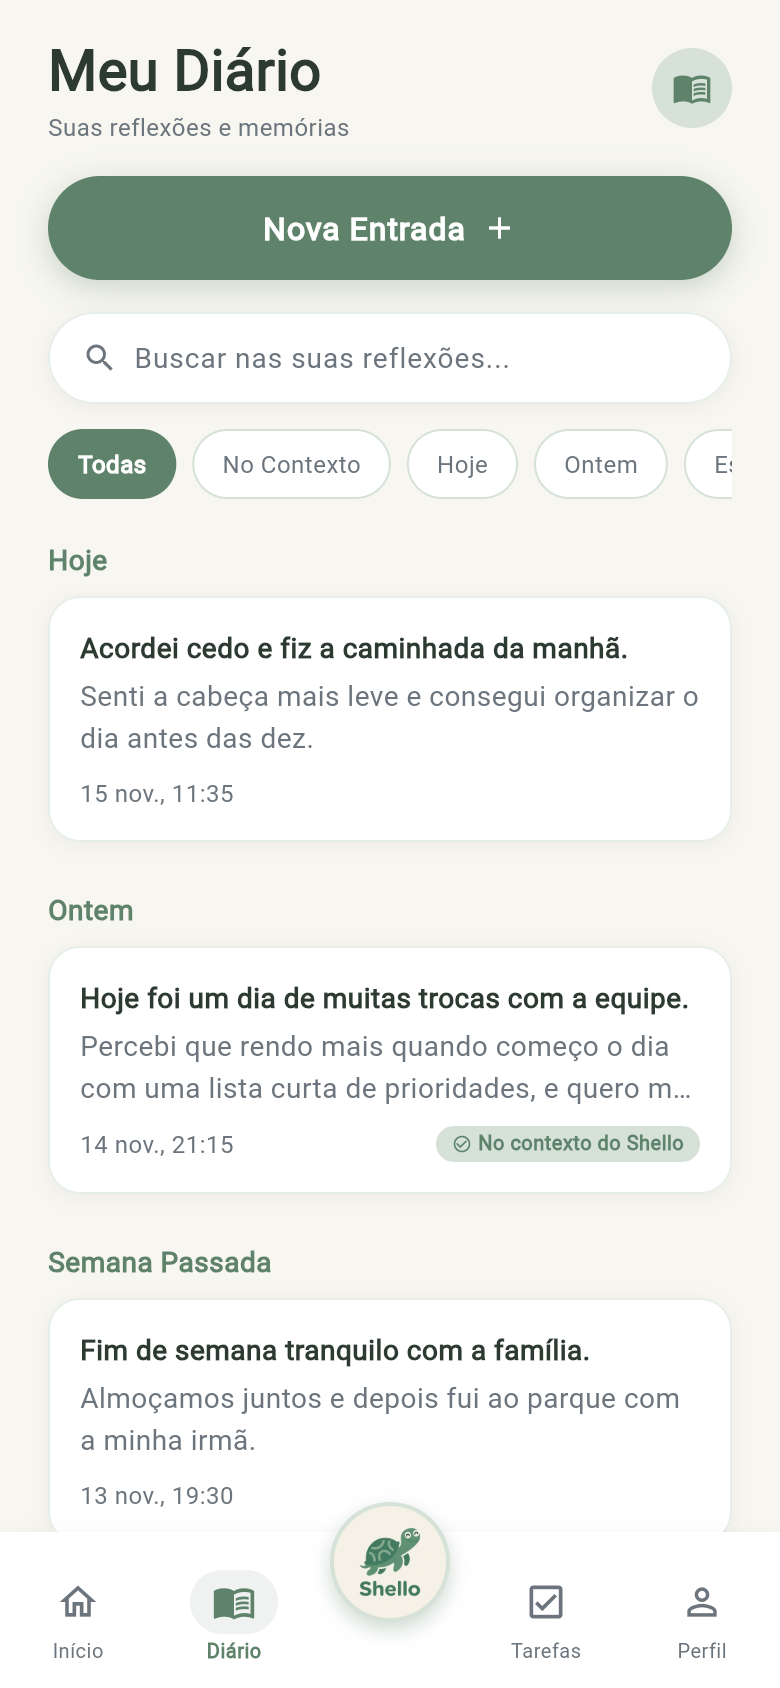 Meu Diário
Suas reflexões e memórias
Nova Entrada +
Buscar nas suas reflexões...
Todas No Contexto Hoje Ontem
Hoje
Acordei cedo e fiz a caminhada da manhã.
Senti a cabeça mais leve e consegui organizar o
dia antes das dez.
15 nov., 11:35
Ontem
Hoje foi um dia de muitas trocas com a equipe.
Percebi que rendo mais quando começo o dia
com uma lista curta de prioridades, e quero m...
14 nov., 21:15 No contexto do Shello
Semana Passada
Fim de semana tranquilo com a família.
Almoçamos juntos e depois fui ao parque com
a minha irmã.
13 nov., 19:30
Shello
Início Diário Tarefas Perfil